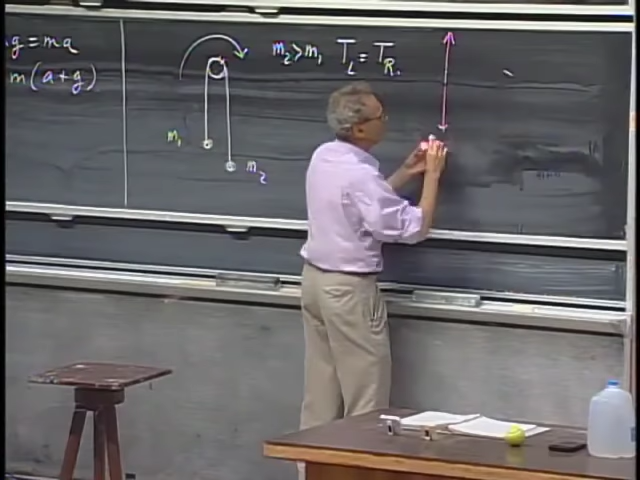 g = ma
m(a+g)
m₂>m₁ T_L = T_R.
m₁
m₂